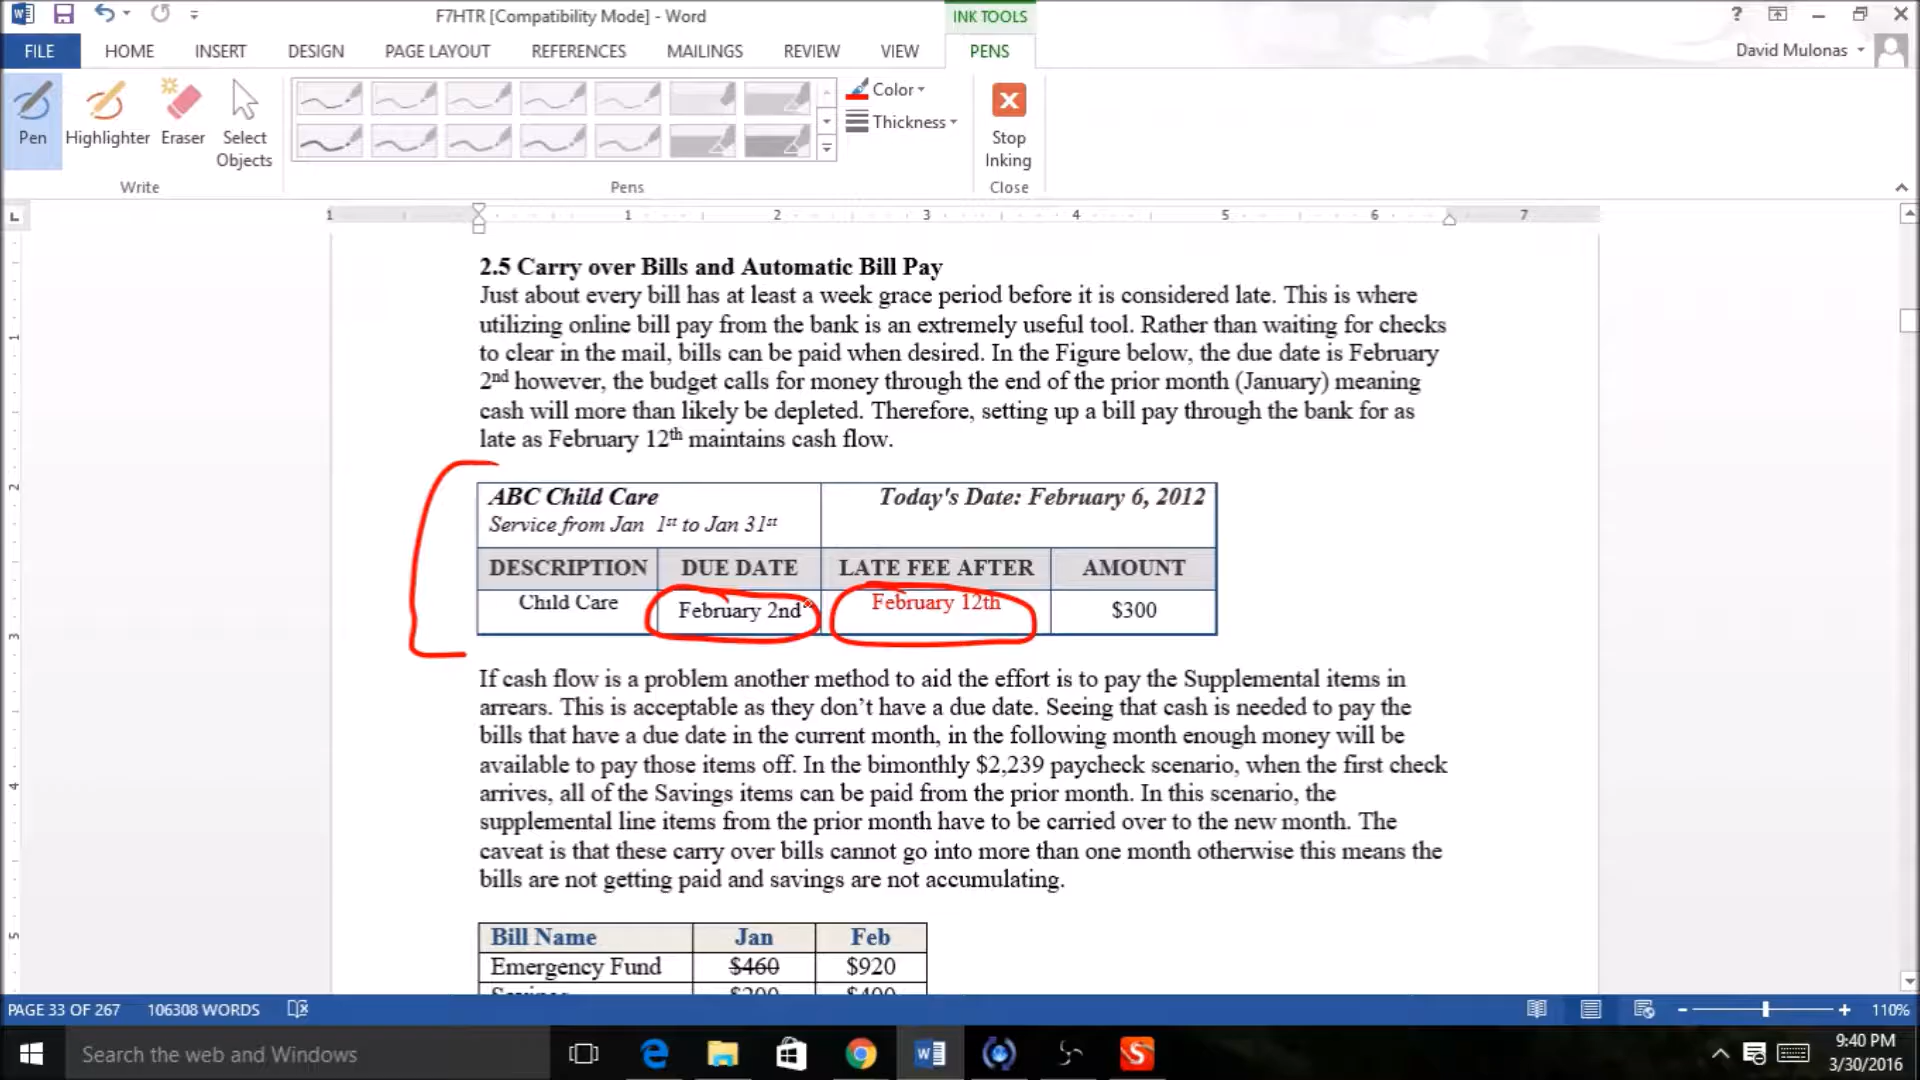 F7HTR [Compatibility Mode] - Word
INK TOOLS
?
FILE
HOME
INSERT
DESIGN
PAGE LAYOUT
REFERENCES
MAILINGS
REVIEW
VIEW
PENS
David Mulonas
Pen
Highlighter
Eraser
Select Objects
Color
Thickness
Stop Inking
Write
Pens
Close
1 1 2 3 4 5 6 7
2.5 Carry over Bills and Automatic Bill Pay
Just about every bill has at least a week grace period before it is considered late. This is where
utilizing online bill pay from the bank is an extremely useful tool. Rather than waiting for checks
to clear in the mail, bills can be paid when desired. In the Figure below, the due date is February
2nd however, the budget calls for money through the end of the prior month (January) meaning
cash will more than likely be depleted. Therefore, setting up a bill pay through the bank for as
late as February 12th maintains cash flow.
ABC Child Care
Service from Jan 1st to Jan 31st
Today's Date: February 6, 2012
DESCRIPTION DUE DATE LATE FEE AFTER AMOUNT
Child Care February 2nd February 12th $300
If cash flow is a problem another method to aid the effort is to pay the Supplemental items in
arrears. This is acceptable as they don’t have a due date. Seeing that cash is needed to pay the
bills that have a due date in the current month, in the following month enough money will be
available to pay those items off. In the bimonthly $2,239 paycheck scenario, when the first check
arrives, all of the Savings items can be paid from the prior month. In this scenario, the
supplemental line items from the prior month have to be carried over to the new month. The
caveat is that these carry over bills cannot go into more than one month otherwise this means the
bills are not getting paid and savings are not accumulating.
Bill Name Jan Feb
Emergency Fund $460 $920
1
2
3
4
5
PAGE 33 OF 267
106308 WORDS
110%
Search the web and Windows
9:40 PM
3/30/2016